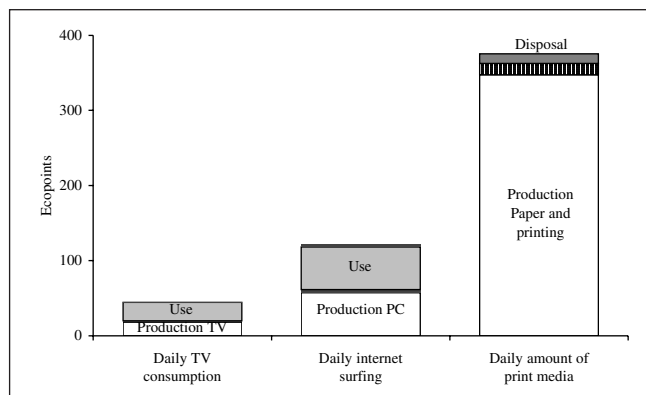 400
300
200
100
0
Ecopoints
Use
Production TV
Use
Production PC
Disposal
Production
Paper and
printing
Daily TV
consumption
Daily internet
surfing
Daily amount of
print media